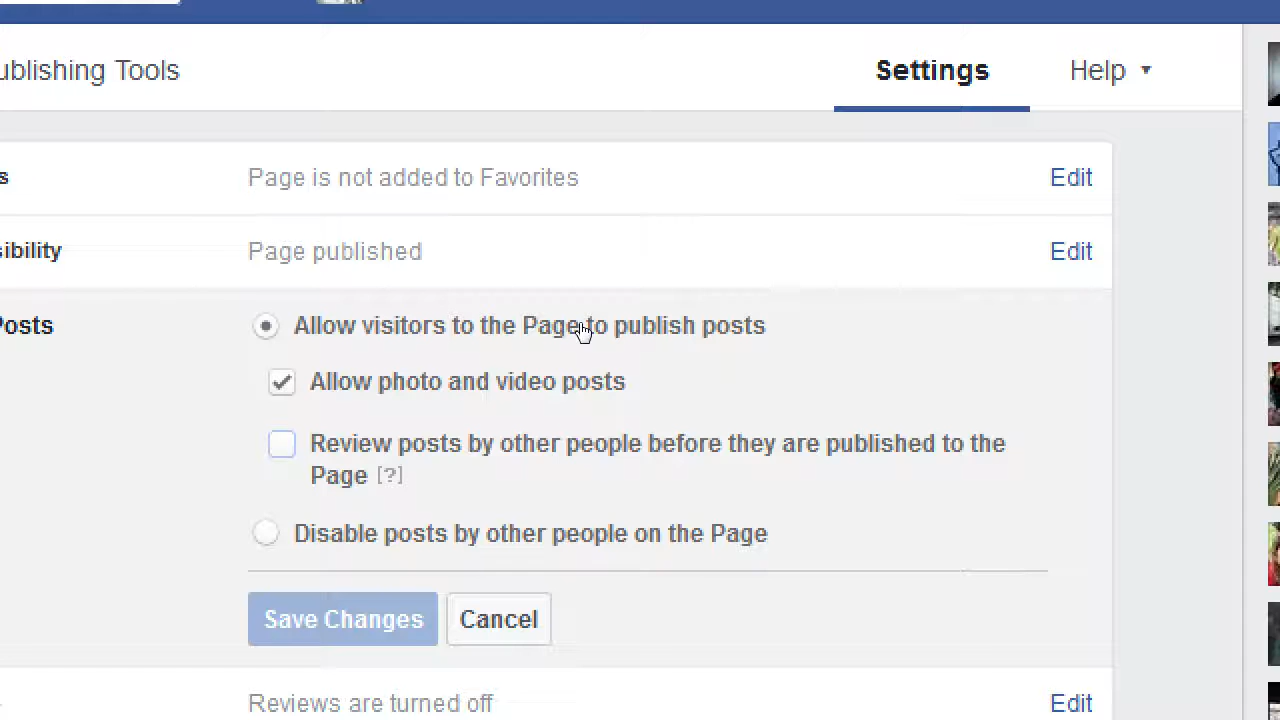 ublishing Tools Settings Help
s Page is not added to Favorites Edit
sibility Page published Edit
Posts Allow visitors to the Page to publish posts
Allow photo and video posts
Review posts by other people before they are published to the
Page [?]
Disable posts by other people on the Page
Save Changes Cancel
Reviews are turned off Edit